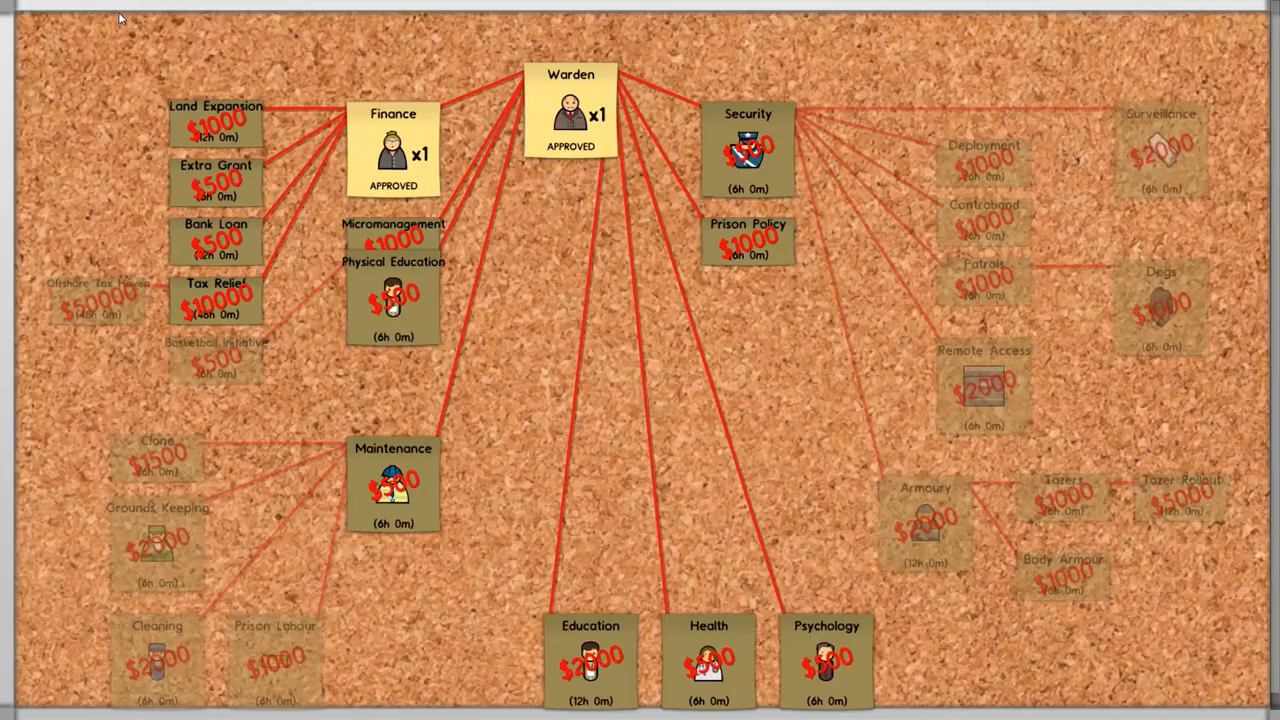 Warden
x1
APPROVED
Land Expansion
$1000
(12h 0m)
Finance
x1
APPROVED
Security
$500
(6h 0m)
Surveillance
$2000
(6h 0m)
Deployment
$1000
(6h 0m)
Extra Grant
$500
(6h 0m)
Contraband
$1000
(6h 0m)
Bank Loan
$500
(12h 0m)
Micromanagement
$1000
Prison Policy
$1000
(6h 0m)
Physical Education
$500
(6h 0m)
Patrols
$1000
(6h 0m)
Dogs
$1000
(6h 0m)
Offshore Tax Haven
$50000
(48h 0m)
Tax Relief
$10000
(48h 0m)
Basketball Initiative
$500
(6h 0m)
Remote Access
$2000
(6h 0m)
Clone
$1500
(6h 0m)
Maintenance
$500
(6h 0m)
Grounds Keeping
$2000
(6h 0m)
Armoury
$2000
(12h 0m)
Tazers
$1000
(6h 0m)
Tazer Rollout
$5000
(12h 0m)
Body Armour
$1000
(6h 0m)
Cleaning
$2000
(6h 0m)
Prison Labour
$1000
(6h 0m)
Education
$2000
(12h 0m)
Health
$500
(6h 0m)
Psychology
$500
(6h 0m)